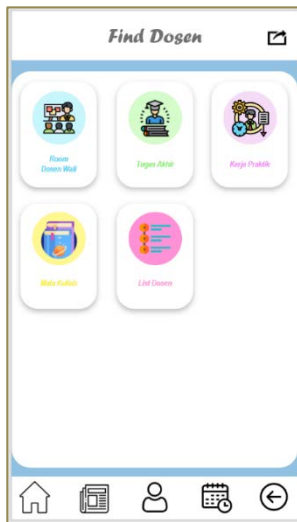 Find Dosen
Room
Dosen Wali
Tugas Akhir
Kerja Praktik
Mata Kuliah
List Dosen